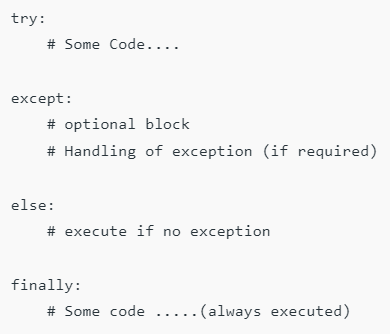 try:
# Some Code....
except:
# optional block
# Handling of exception (if required)
else:
# execute if no exception
finally:
# Some code .....(always executed)